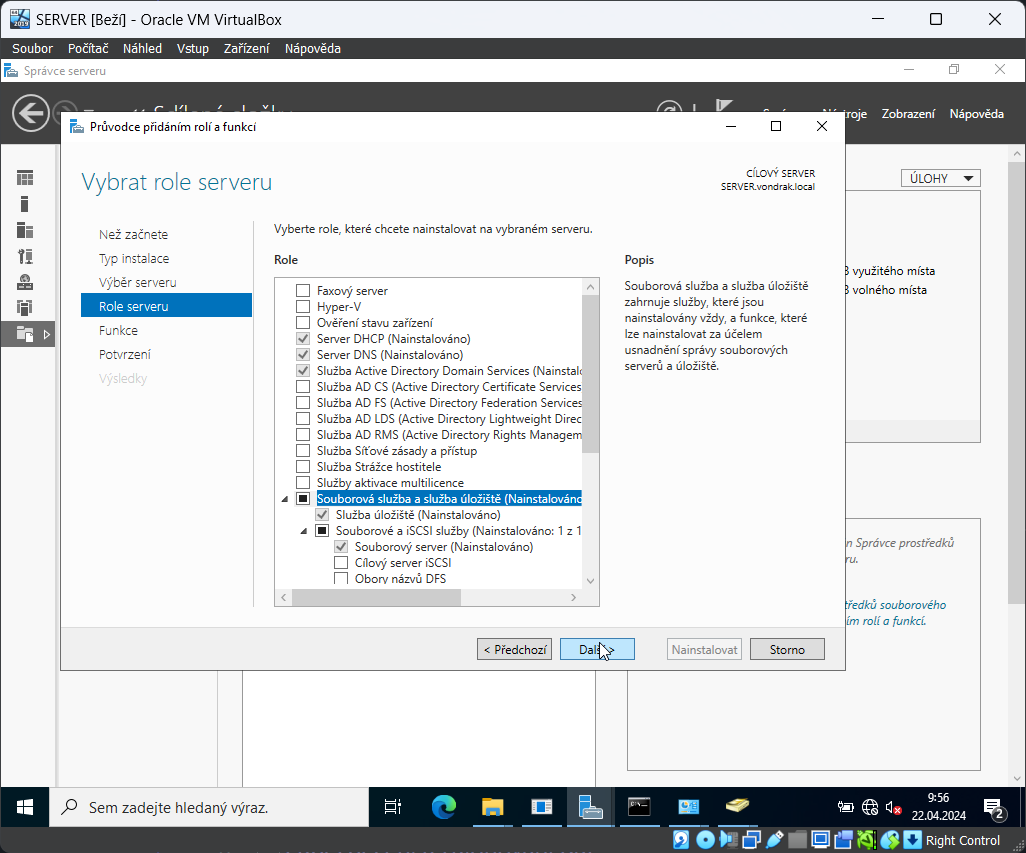 SERVER [Beží] - Oracle VM VirtualBox
Soubor Počítač Náhled Vstup Zařízení Nápověda
Správce serveru
Zobrazení Nápověda
Průvodce přidáním rolí a funkcí
Vybrat role serveru
CÍLOVÝ SERVER
SERVER.vondrak.local
ÚLOHY
Než začnete
Typ instalace
Výběr serveru
Role serveru
Funkce
Potvrzení
Výsledky
Vyberte role, které chcete nainstalovat na vybraném serveru.
Role
Faxový server
Hyper-V
Ověření stavu zařízení
Server DHCP (Nainstalováno)
Server DNS (Nainstalováno)
Služba Active Directory Domain Services (Nainstalo
Služba AD CS (Active Directory Certificate Services
Služba AD FS (Active Directory Federation Services
Služba AD LDS (Active Directory Lightweight Direc
Služba AD RMS (Active Directory Rights Managem
Služba Síťové zásady a přístup
Služba Strážce hostitele
Služby aktivace multilicence
Souborová služba a služba úložiště (Nainstalováno
Služba úložiště (Nainstalováno)
Souborové a iSCSI služby (Nainstalováno: 1 z 1
Souborový server (Nainstalováno)
Cílový server iSCSI
Obory názvů DFS
Popis
Souborová služba a služba úložiště
zahrnuje služby, které jsou
nainstalovány vždy, a funkce, které
lze nainstalovat za účelem
usnadnění správy souborových
serverů a úložiště.
B využitého místa
B volného místa
n Správce prostředků
ru.
tředků souborového
ím rolí a funkcí.
< Předchozí
Nainstalovat
Storno
Sem zadejte hledaný výraz.
9:56
22.04.2024
2
Right Control